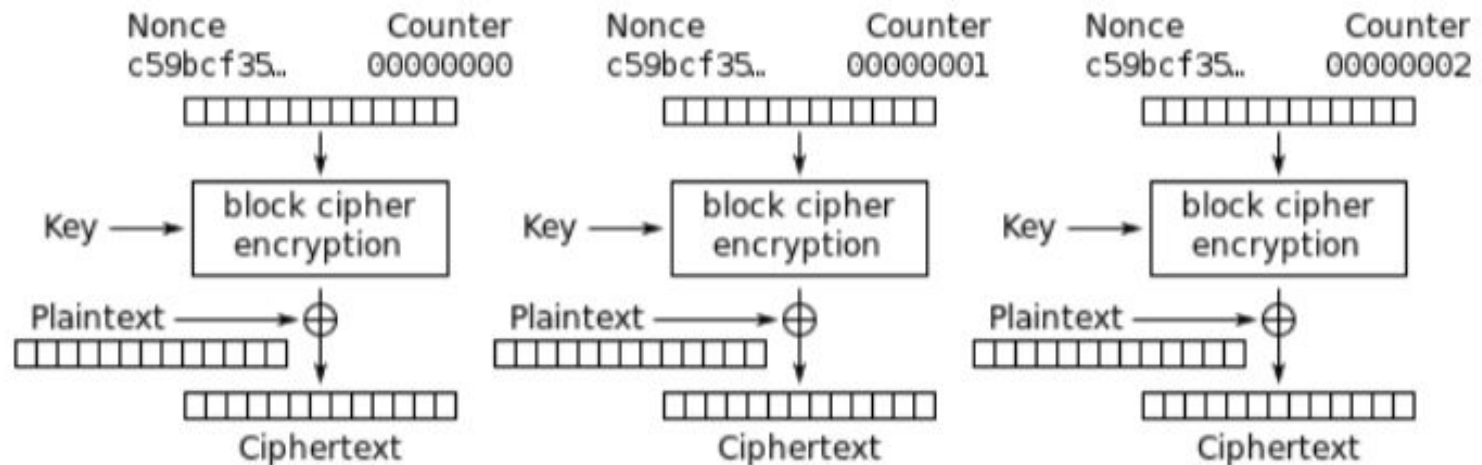 Nonce Counter Nonce Counter Nonce Counter
c59bcf35… 00000000 c59bcf35… 00000001 c59bcf35… 00000002
Key block cipher encryption Key block cipher encryption Key block cipher encryption
Plaintext Plaintext Plaintext
Ciphertext Ciphertext Ciphertext